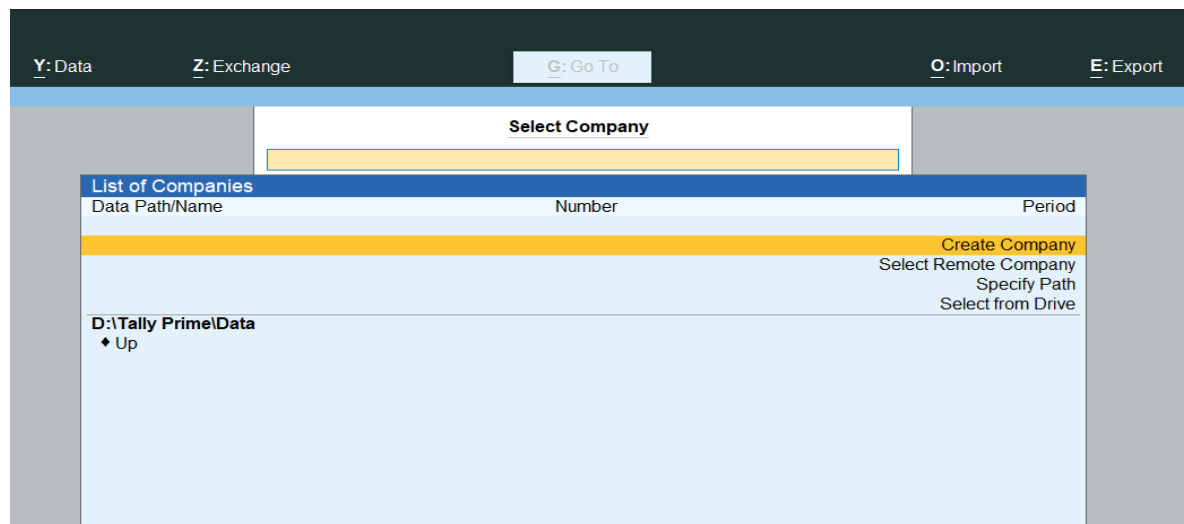 Y: Data Z: Exchange G: Go To O: Import E: Export
Select Company
List of Companies
Data Path/Name Number Period
Create Company
Select Remote Company
Specify Path
Select from Drive
D:\Tally Prime\Data
♦ Up